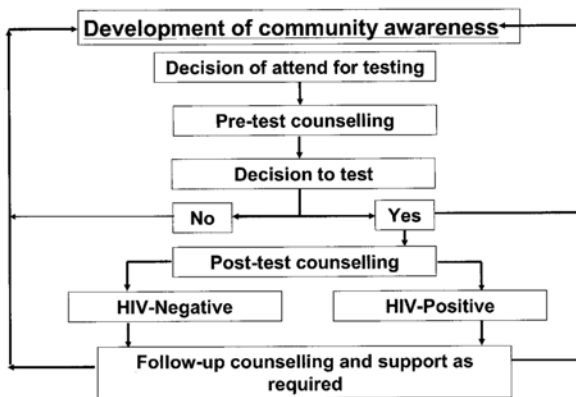 Development of community awareness
Decision of attend for testing
Pre-test counselling
Decision to test
No
Yes
Post-test counselling
HIV-Negative
HIV-Positive
Follow-up counselling and support as
required